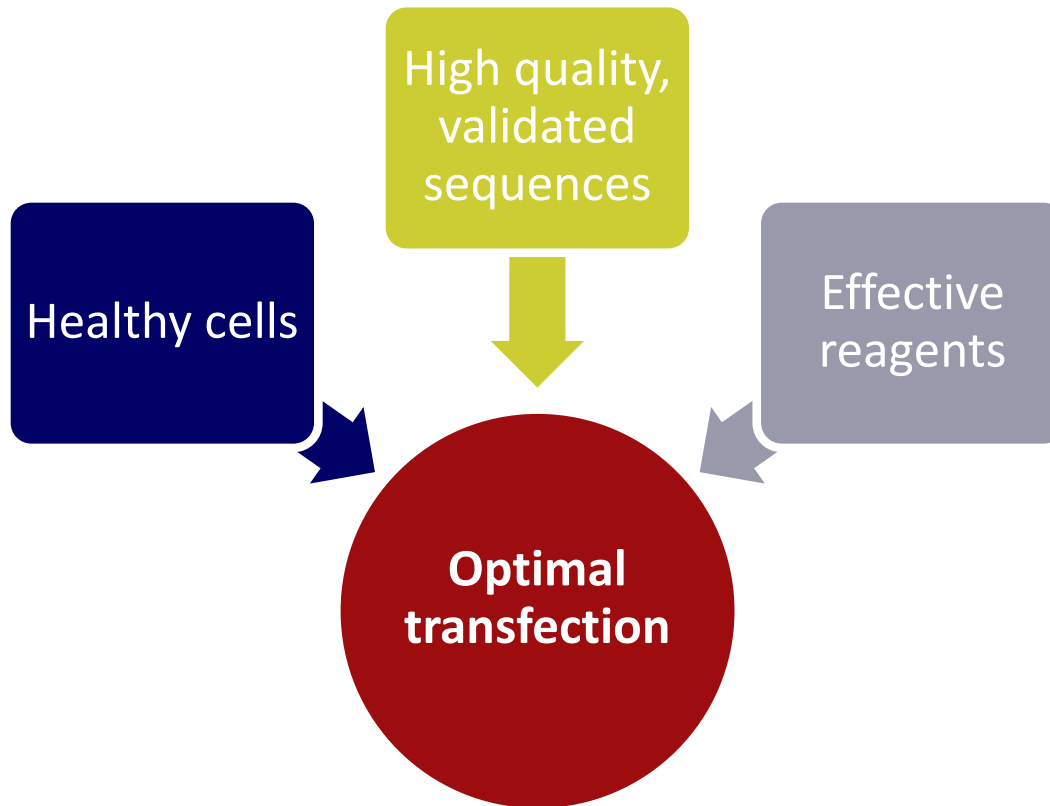 High quality,
validated
sequences
Healthy cells
Effective
reagents
Optimal
transfection